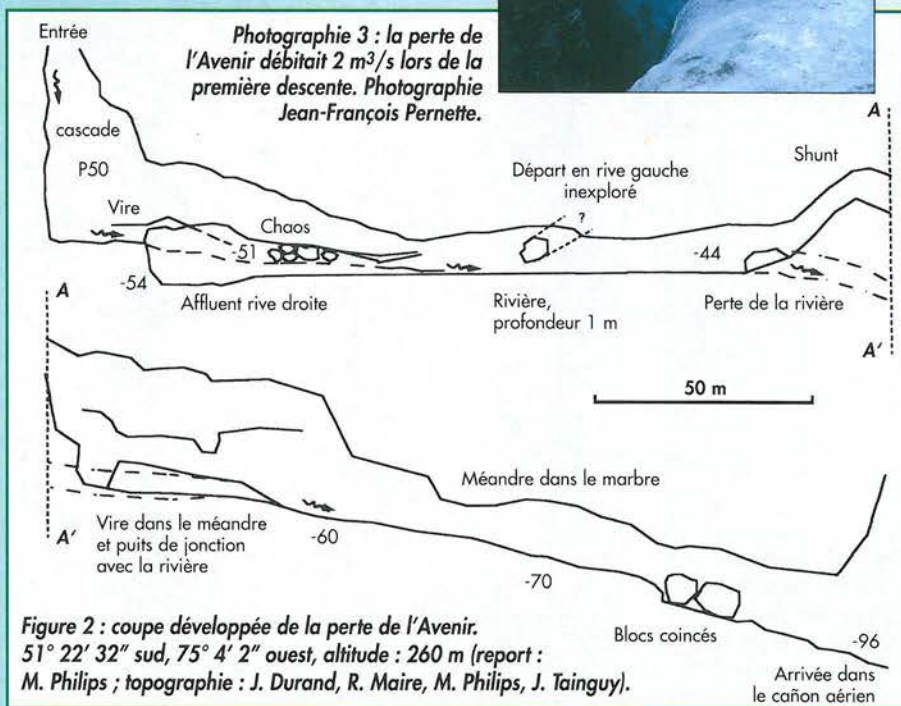 Entrée
Photographie 3 : la perte de
l'Avenir débitait 2 m³/s lors de la
première descente. Photographie
Jean-François Pernette.
cascade
P50
Vire
Chaos
Départ en rive gauche
inexploré
?
Shunt
A
-51
-54
-44
Affluent rive droite
Rivière,
profondeur 1 m
Perte de la rivière
A'
A
50 m
Méandre dans le marbre
A'
Vire dans le méandre
et puits de jonction
avec la rivière
-60
-70
Blocs coincés
-96
Arrivée dans
le cañon aérien
Figure 2 : coupe développée de la perte de l'Avenir.
51° 22' 32" sud, 75° 4' 2" ouest, altitude : 260 m (report :
M. Philips ; topographie : J. Durand, R. Maire, M. Philips, J. Tainguy).